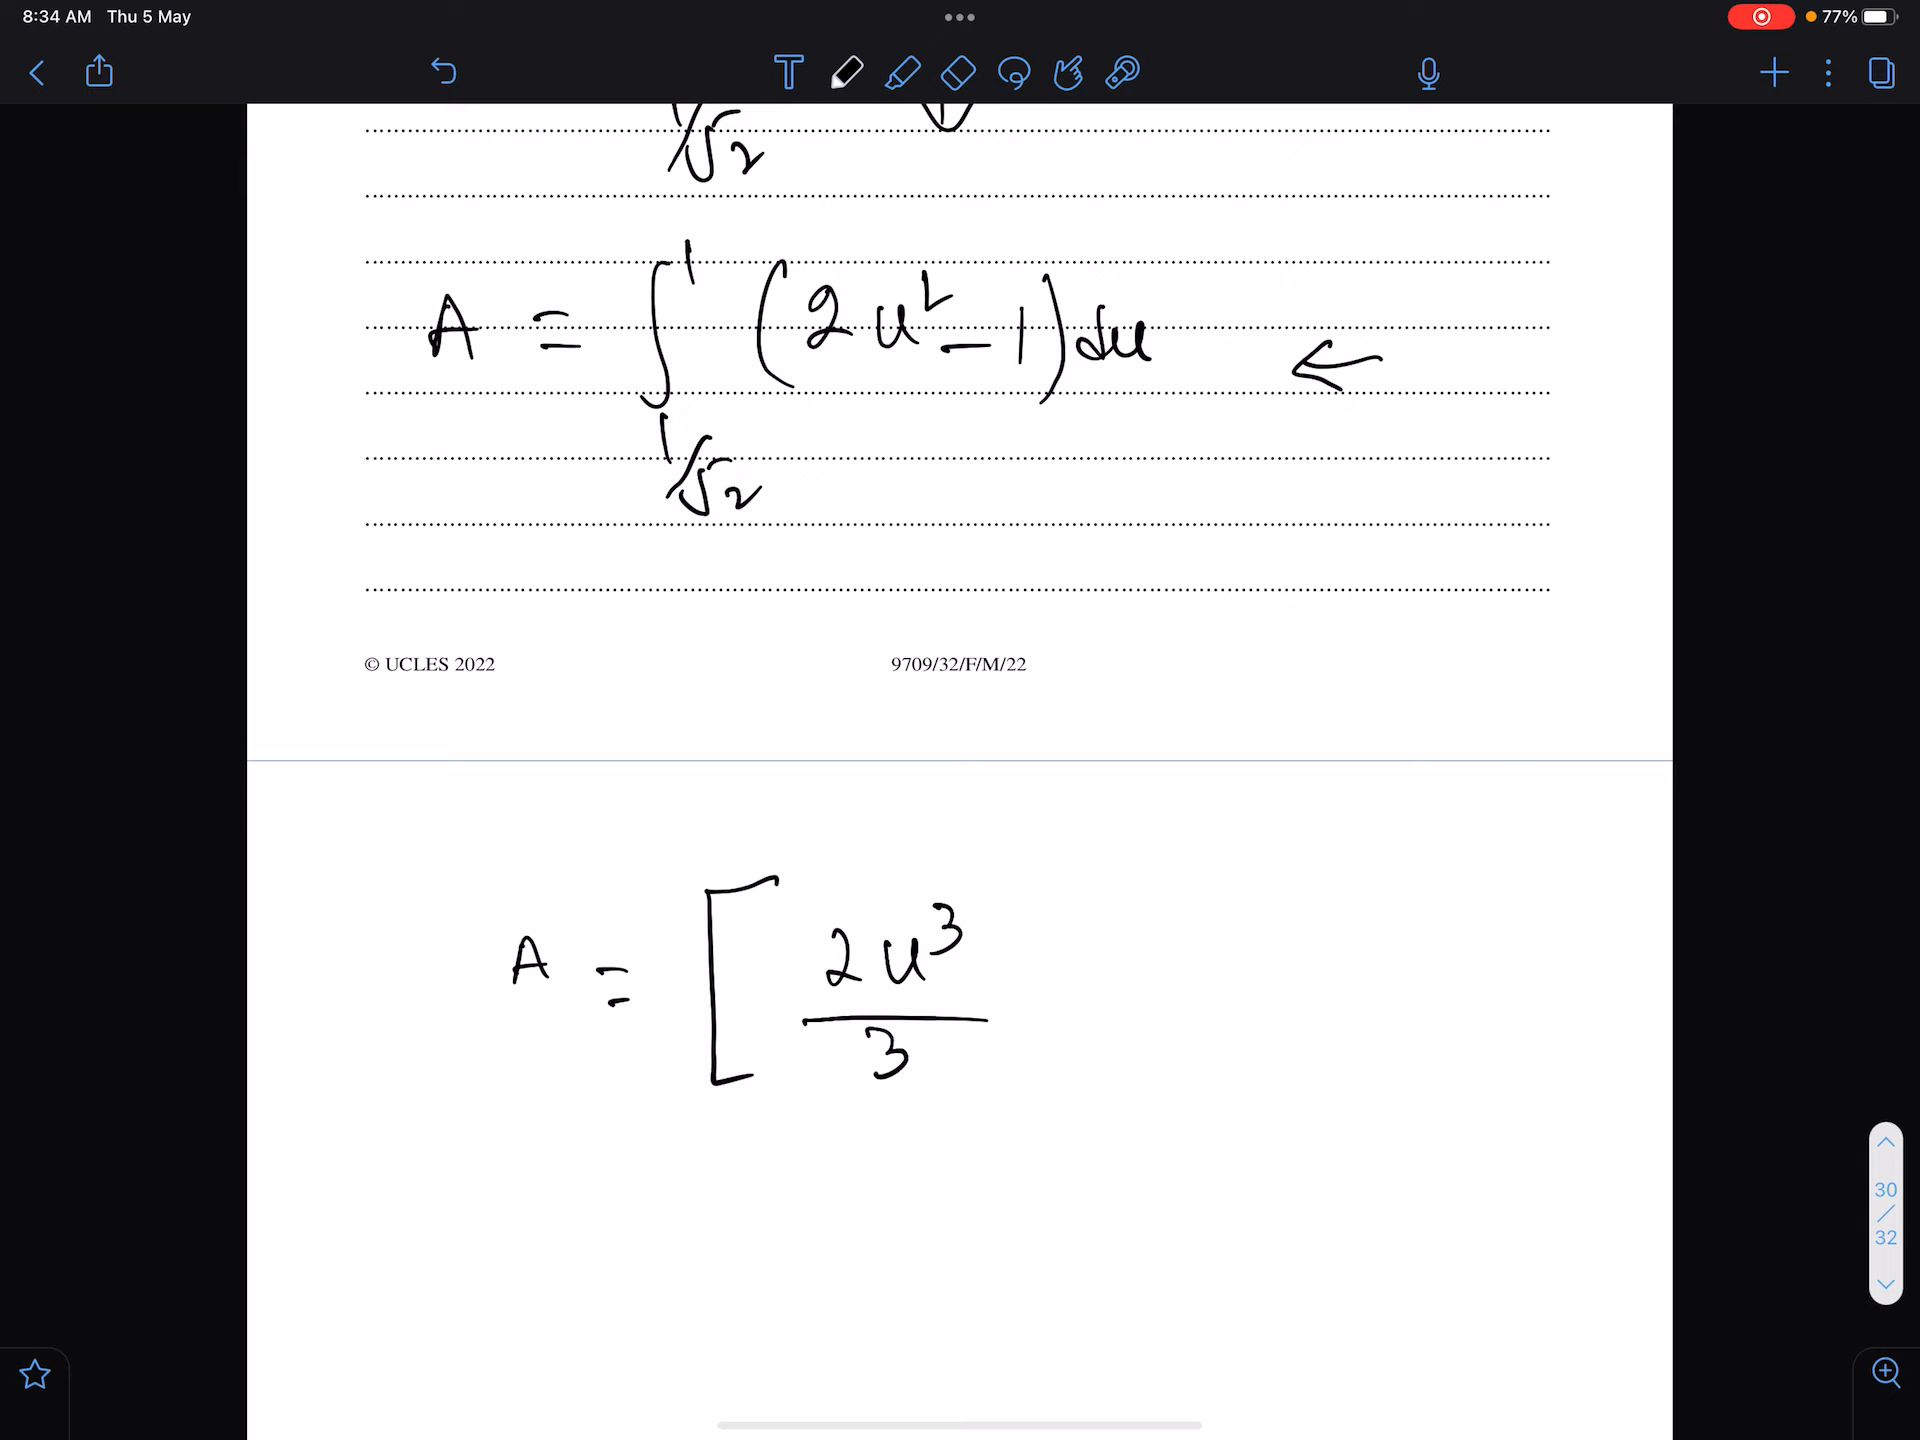 8:34 AM Thu 5 May
77%
1/√2
A = ∫ 1 (2u² - 1) du ←
1/√2
© UCLES 2022 9709/32/F/M/22
A = [ 2u³
3
30
/
32